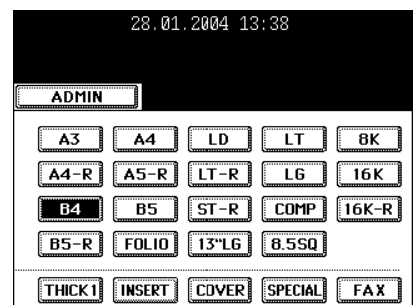 28.01.2004 13:38
ADMIN
A3 A4 LD LT 8K
A4-R A5-R LT-R LG 16K
B4 B5 ST-R COMP 16K-R
B5-R FOLIO 13"LG 8.5SQ
THICK1 INSERT COVER SPECIAL FAX